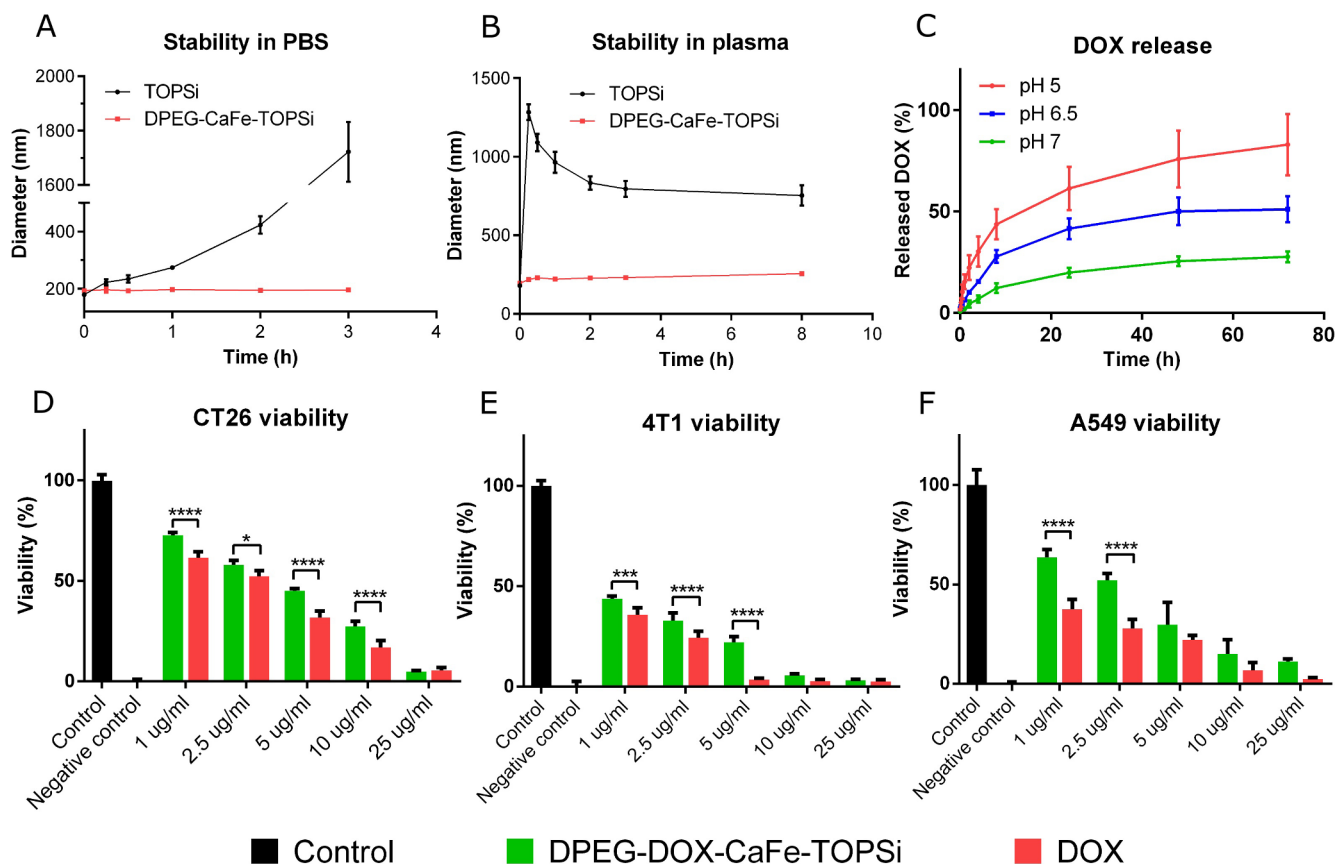 A
Stability in PBS
2000
1800
1600
400
200
0
1
2
3
4
Diameter (nm)
Time (h)
TOPSi
DPEG-CaFe-TOPSi
B
Stability in plasma
1500
1000
500
0
0
2
4
6
8
10
Diameter (nm)
Time (h)
TOPSi
DPEG-CaFe-TOPSi
C
DOX release
100
50
0
0
20
40
60
80
Released DOX (%)
Time (h)
pH 5
pH 6.5
pH 7
D
CT26 viability
100
50
0
Viability (%)
****
*
****
****
Control
Negative control
1 ug/ml
2.5 ug/ml
5 ug/ml
10 ug/ml
25 ug/ml
E
4T1 viability
100
50
0
Viability (%)
***
****
****
Control
Negative control
1 ug/ml
2.5 ug/ml
5 ug/ml
10 ug/ml
25 ug/ml
F
A549 viability
100
50
0
Viability (%)
****
****
Control
Negative control
1 ug/ml
2.5 ug/ml
5 ug/ml
10 ug/ml
25 ug/ml
Control
DPEG-DOX-CaFe-TOPSi
DOX